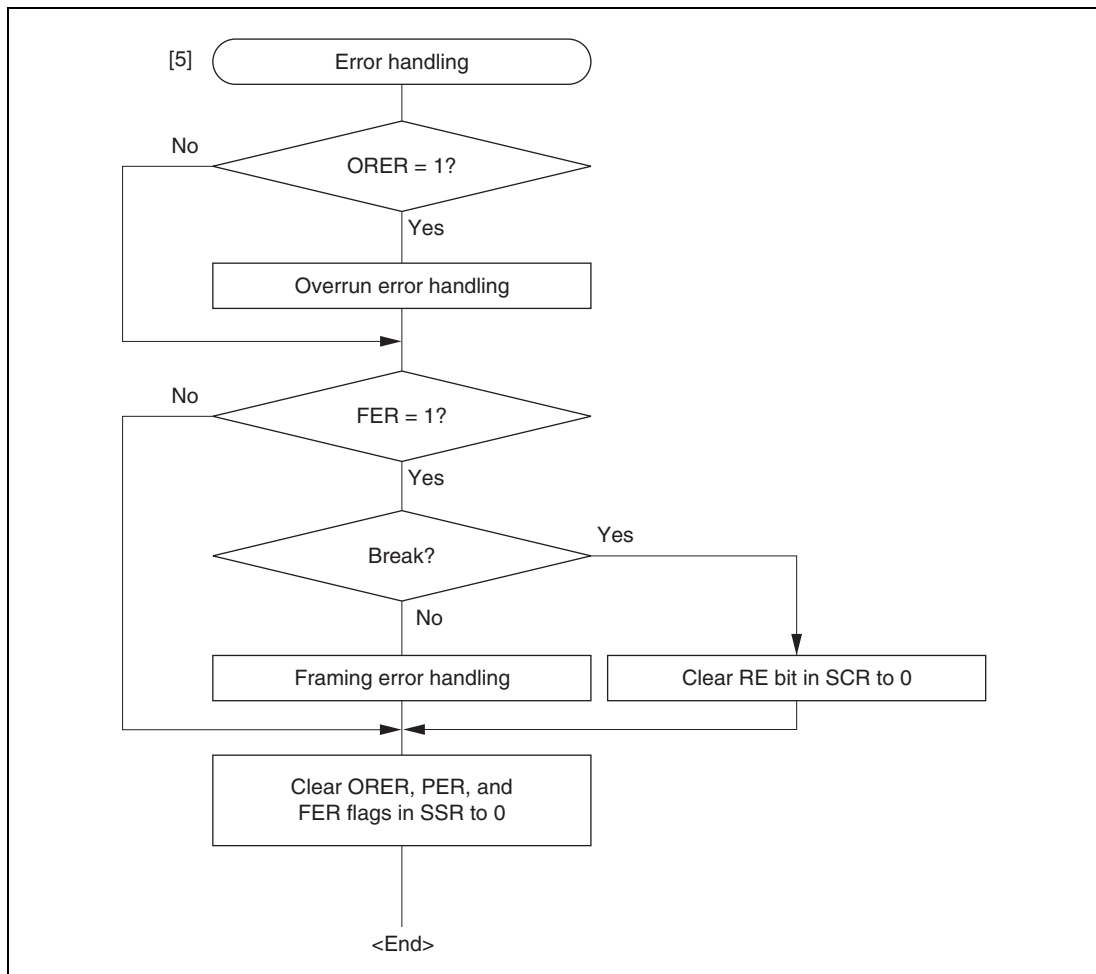 [5] Error handling
No
ORER = 1?
Yes
Overrun error handling
No
FER = 1?
Yes
Break?
Yes
No
Framing error handling
Clear RE bit in SCR to 0
Clear ORER, PER, and
FER flags in SSR to 0
<End>